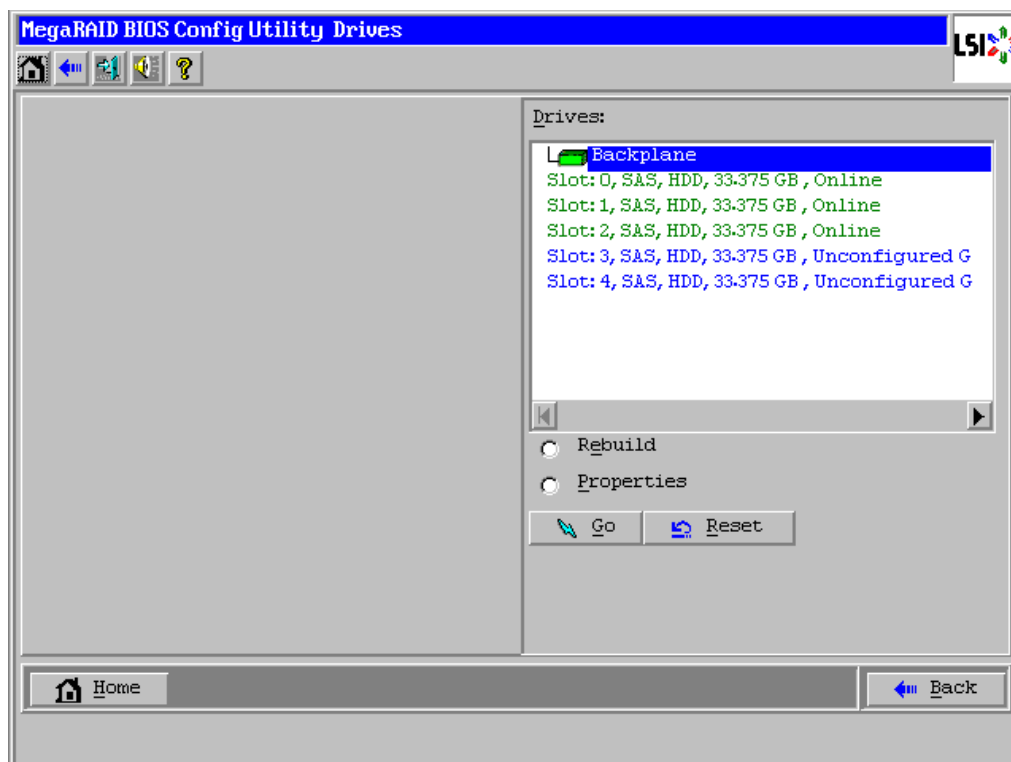 MegaRAID BIOS Config Utility Drives
LSI
Drives:
Backplane
Slot: 0, SAS, HDD, 33.375 GB , Online
Slot: 1, SAS, HDD, 33.375 GB , Online
Slot: 2, SAS, HDD, 33.375 GB , Online
Slot: 3, SAS, HDD, 33.375 GB , Unconfigured G
Slot: 4, SAS, HDD, 33.375 GB , Unconfigured G
Rebuild
Properties
Go Reset
Home Back